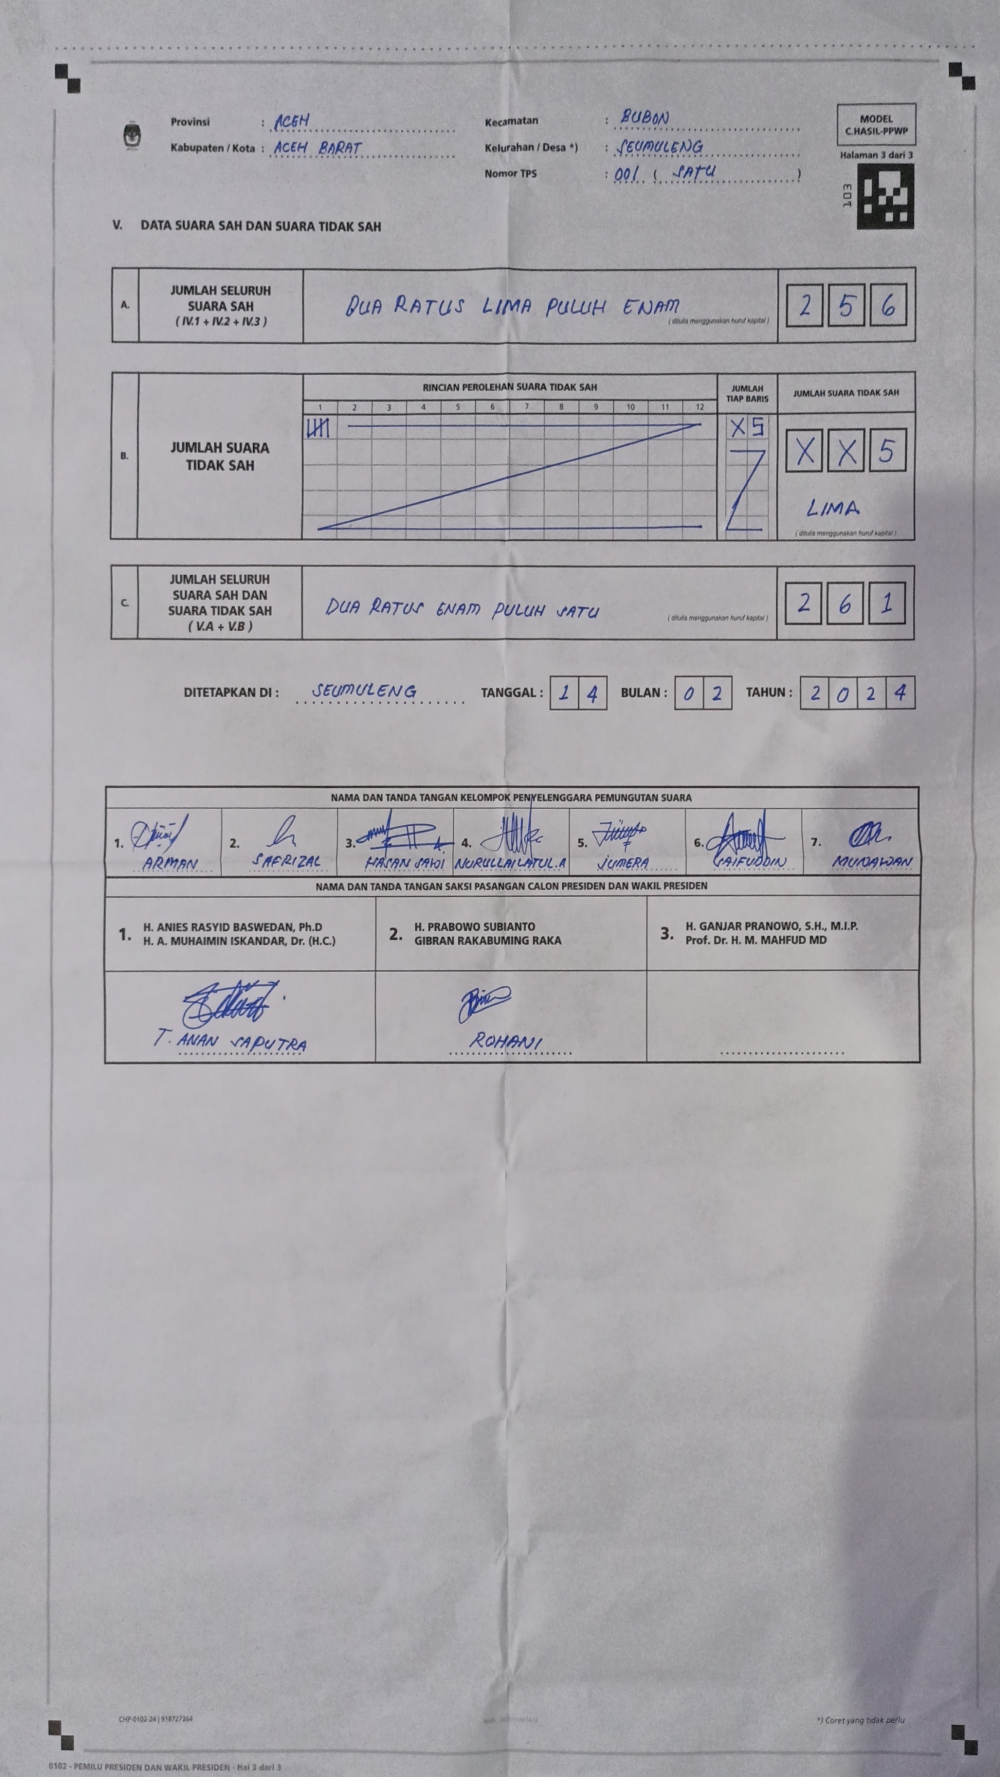 Provinsi : ACEH
Kabupaten / Kota : ACEH BARAT
Kecamatan : BUBON
Kelurahan / Desa *) : SEUMULENG
Nomor TPS : 001 ( SATU )
MODEL
C.HASIL-PPWP
Halaman 3 dari 3
103
V. DATA SUARA SAH DAN SUARA TIDAK SAH
A. JUMLAH SELURUH
SUARA SAH
( IV.1 + IV.2 + IV.3 )
DUA RATUS LIMA PULUH ENAM
( ditulis menggunakan huruf kapital )
2 5 6
B. JUMLAH SUARA
TIDAK SAH
RINCIAN PEROLEHAN SUARA TIDAK SAH
1 2 3 4 5 6 7 8 9 10 11 12
JUMLAH
TIAP BARIS
X 5
JUMLAH SUARA TIDAK SAH
X X 5
LIMA
( ditulis menggunakan huruf kapital )
C. JUMLAH SELURUH
SUARA SAH DAN
SUARA TIDAK SAH
( V.A + V.B )
DUA RATUS ENAM PULUH SATU
( ditulis menggunakan huruf kapital )
2 6 1
DITETAPKAN DI : SEUMULENG TANGGAL : 1 4 BULAN : 0 2 TAHUN : 2 0 2 4
NAMA DAN TANDA TANGAN KELOMPOK PENYELENGGARA PEMUNGUTAN SUARA
1. 2. 3. 4. 5. 6. 7.
ARMAN SAFRIZAL HASAN SAWI NURULLAILATUL.A JUMERA SAIFUDDIN MUNAWAN
NAMA DAN TANDA TANGAN SAKSI PASANGAN CALON PRESIDEN DAN WAKIL PRESIDEN
1. H. ANIES RASYID BASWEDAN, Ph.D
H. A. MUHAIMIN ISKANDAR, Dr. (H.C.)
2. H. PRABOWO SUBIANTO
GIBRAN RAKABUMING RAKA
3. H. GANJAR PRANOWO, S.H., M.I.P.
Prof. Dr. H. M. MAHFUD MD
T. ANAN SAPUTRA
ROHANI
CHP-0102-24 | 918727264
*) Coret yang tidak perlu
0102 - PEMILU PRESIDEN DAN WAKIL PRESIDEN - Hal 3 dari 3